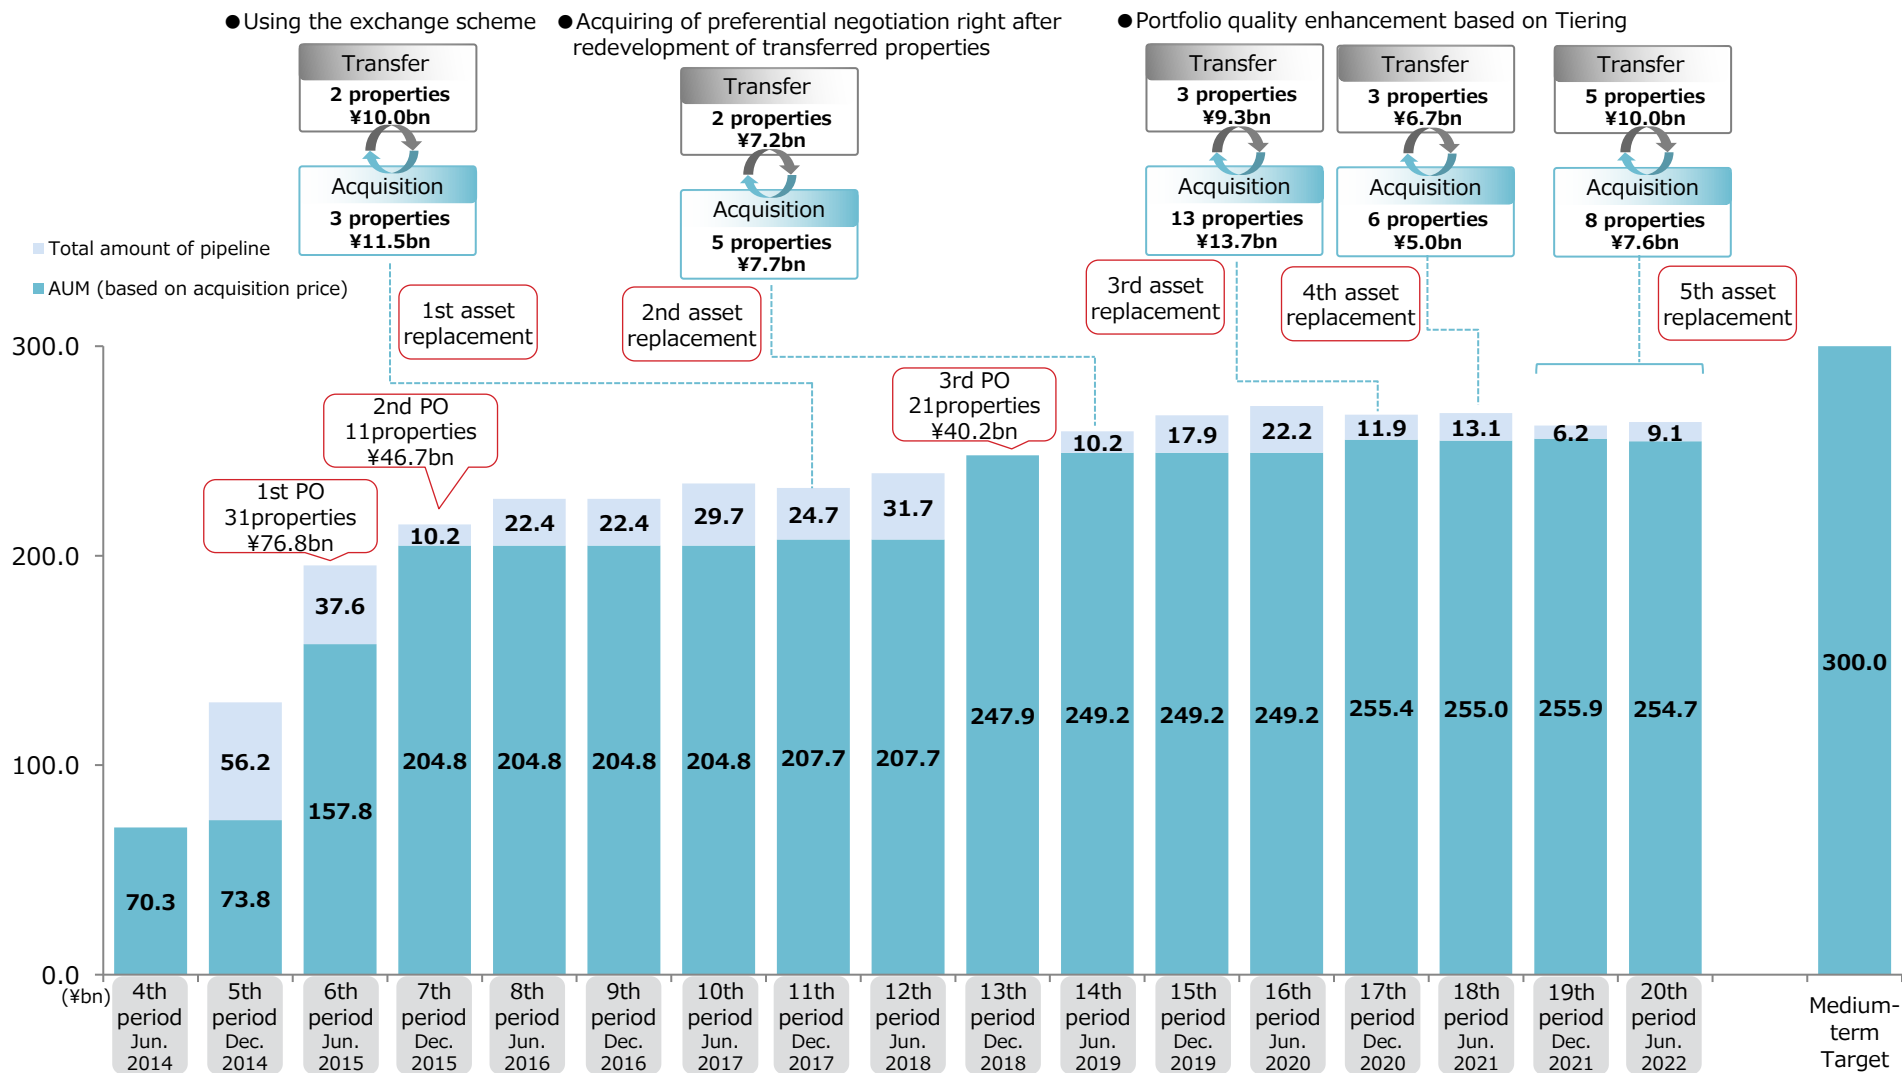 ●Using the exchange scheme
●Acquiring of preferential negotiation right after
redevelopment of transferred properties
●Portfolio quality enhancement based on Tiering
Transfer
2 properties
¥10.0bn
Acquisition
3 properties
¥11.5bn
Transfer
2 properties
¥7.2bn
Acquisition
5 properties
¥7.7bn
Transfer
3 properties
¥9.3bn
Acquisition
13 properties
¥13.7bn
Transfer
3 properties
¥6.7bn
Acquisition
6 properties
¥5.0bn
Transfer
5 properties
¥10.0bn
Acquisition
8 properties
¥7.6bn
Total amount of pipeline
AUM (based on acquisition price)
1st asset
replacement
2nd asset
replacement
3rd asset
replacement
4th asset
replacement
5th asset
replacement
1st PO
31properties
¥76.8bn
2nd PO
11properties
¥46.7bn
3rd PO
21properties
¥40.2bn
300.0
200.0
100.0
0.0
(¥bn)
56.2
37.6
10.2
22.4
22.4
29.7
24.7
31.7
10.2
17.9
22.2
11.9
13.1
6.2
9.1
70.3
73.8
157.8
204.8
204.8
204.8
204.8
207.7
207.7
247.9
249.2
249.2
249.2
255.4
255.0
255.9
254.7
300.0
4th
period
Jun.
2014
5th
period
Dec.
2014
6th
period
Jun.
2015
7th
period
Dec.
2015
8th
period
Jun.
2016
9th
period
Dec.
2016
10th
period
Jun.
2017
11th
period
Dec.
2017
12th
period
Jun.
2018
13th
period
Dec.
2018
14th
period
Jun.
2019
15th
period
Dec.
2019
16th
period
Jun.
2020
17th
period
Dec.
2020
18th
period
Jun.
2021
19th
period
Dec.
2021
20th
period
Jun.
2022
Medium-
term
Target